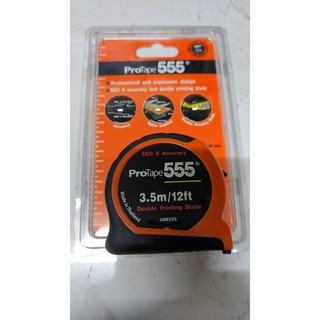 ProTape 555®
• Professional and ergonomic design
• EEC II accuracy and double printing blade
EEC II Accuracy
ProTape 555®
3.5m/12ft
Double Printing Blade
Made in Thailand